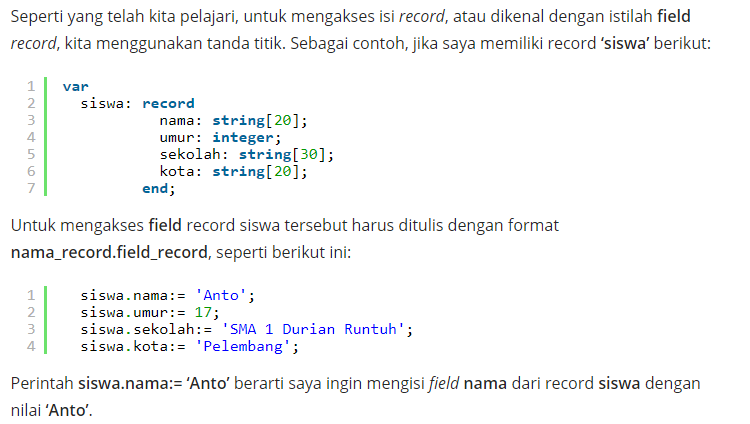 Seperti yang telah kita pelajari, untuk mengakses isi record, atau dikenal dengan istilah field
record, kita menggunakan tanda titik. Sebagai contoh, jika saya memiliki record ‘siswa’ berikut:
1 var
2 siswa: record
3 nama: string[20];
4 umur: integer;
5 sekolah: string[30];
6 kota: string[20];
7 end;
Untuk mengakses field record siswa tersebut harus ditulis dengan format
nama_record.field_record, seperti berikut ini:
1 siswa.nama:= 'Anto';
2 siswa.umur:= 17;
3 siswa.sekolah:= 'SMA 1 Durian Runtuh';
4 siswa.kota:= 'Pelembang';
Perintah siswa.nama:= ‘Anto’ berarti saya ingin mengisi field nama dari record siswa dengan
nilai ‘Anto’.